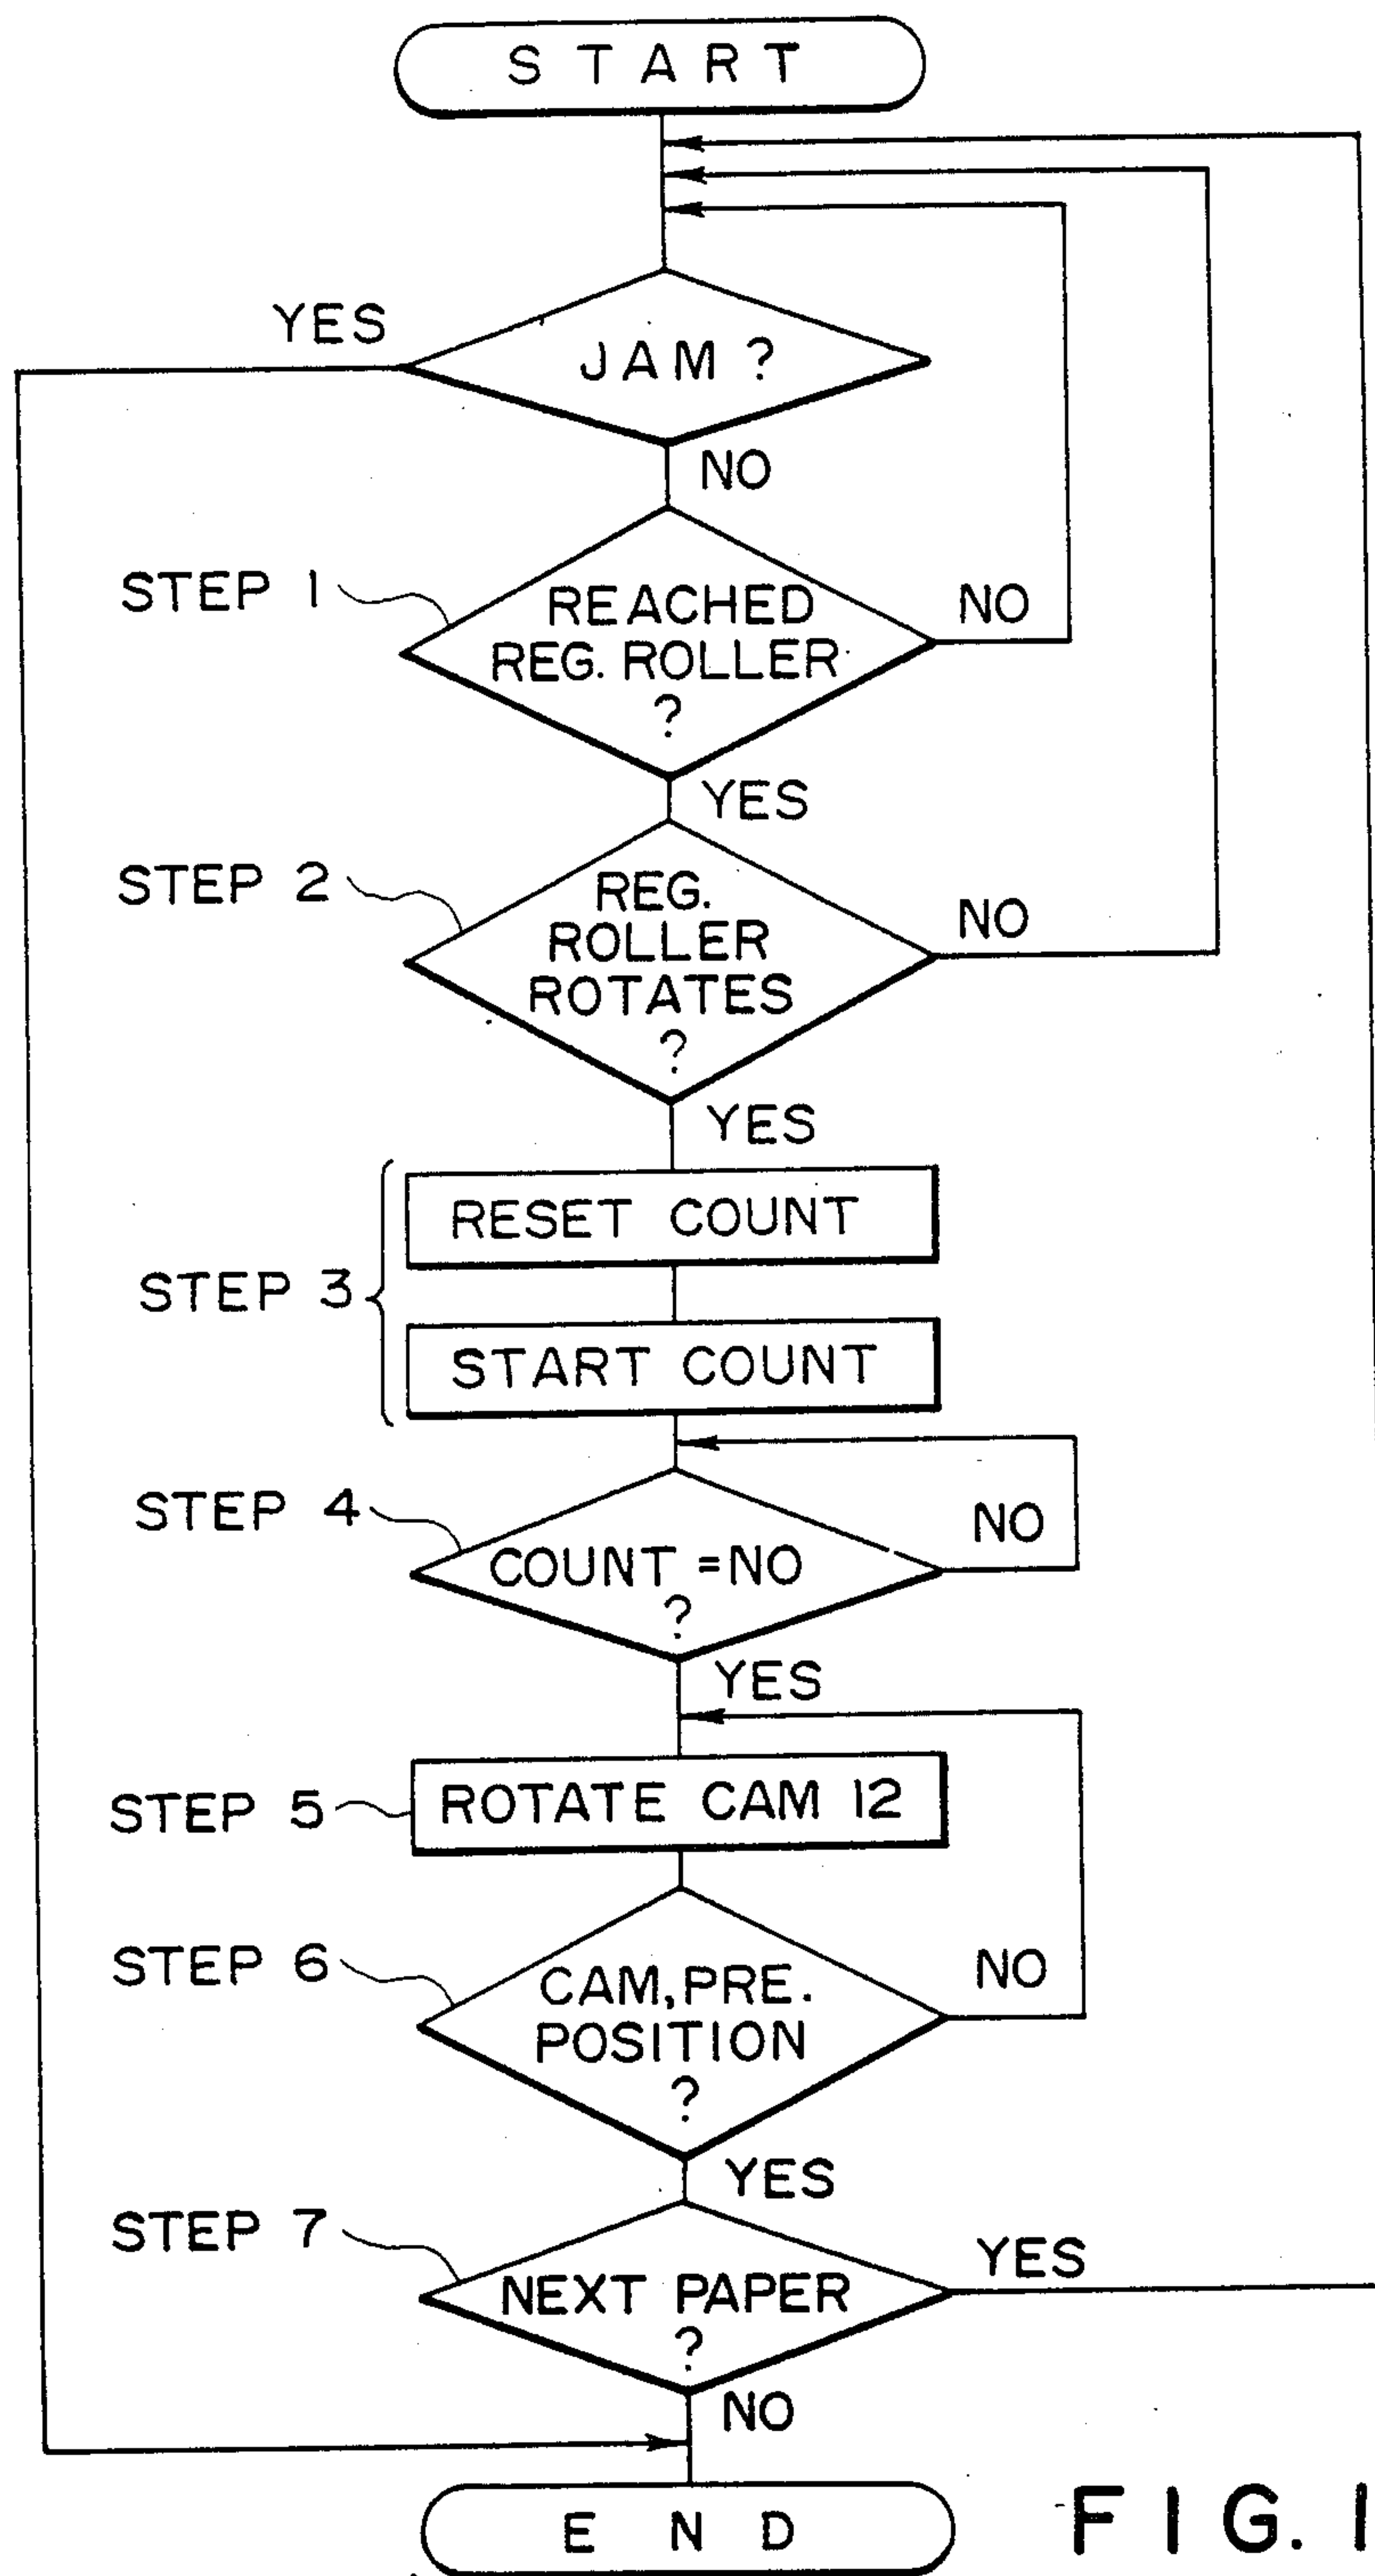 START
YES
JAM ?
NO
STEP 1
REACHED
REG. ROLLER
?
NO
YES
STEP 2
REG.
ROLLER
ROTATES
?
NO
YES
STEP 3
RESET COUNT
START COUNT
STEP 4
COUNT =NO
?
NO
YES
STEP 5
ROTATE CAM 12
STEP 6
CAM, PRE.
POSITION
?
NO
YES
STEP 7
NEXT PAPER
?
YES
NO
END
FIG. 1